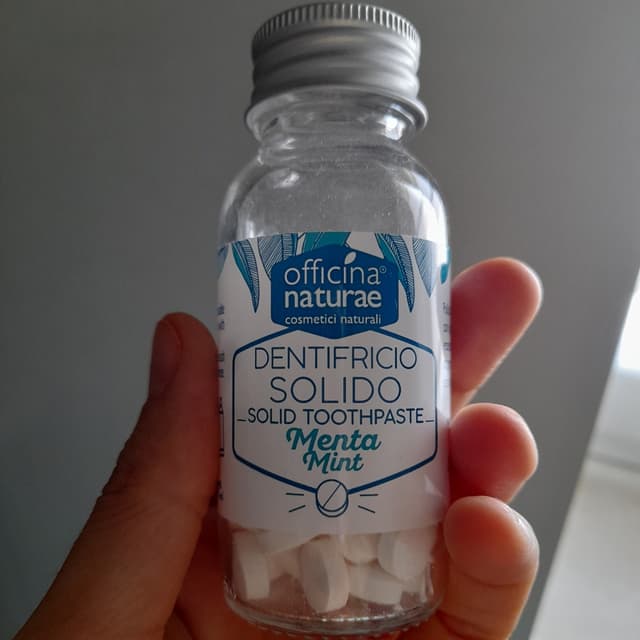 officina®
naturae
cosmetici naturali
DENTIFRICIO
SOLIDO
SOLID TOOTHPASTE
Menta
Mint